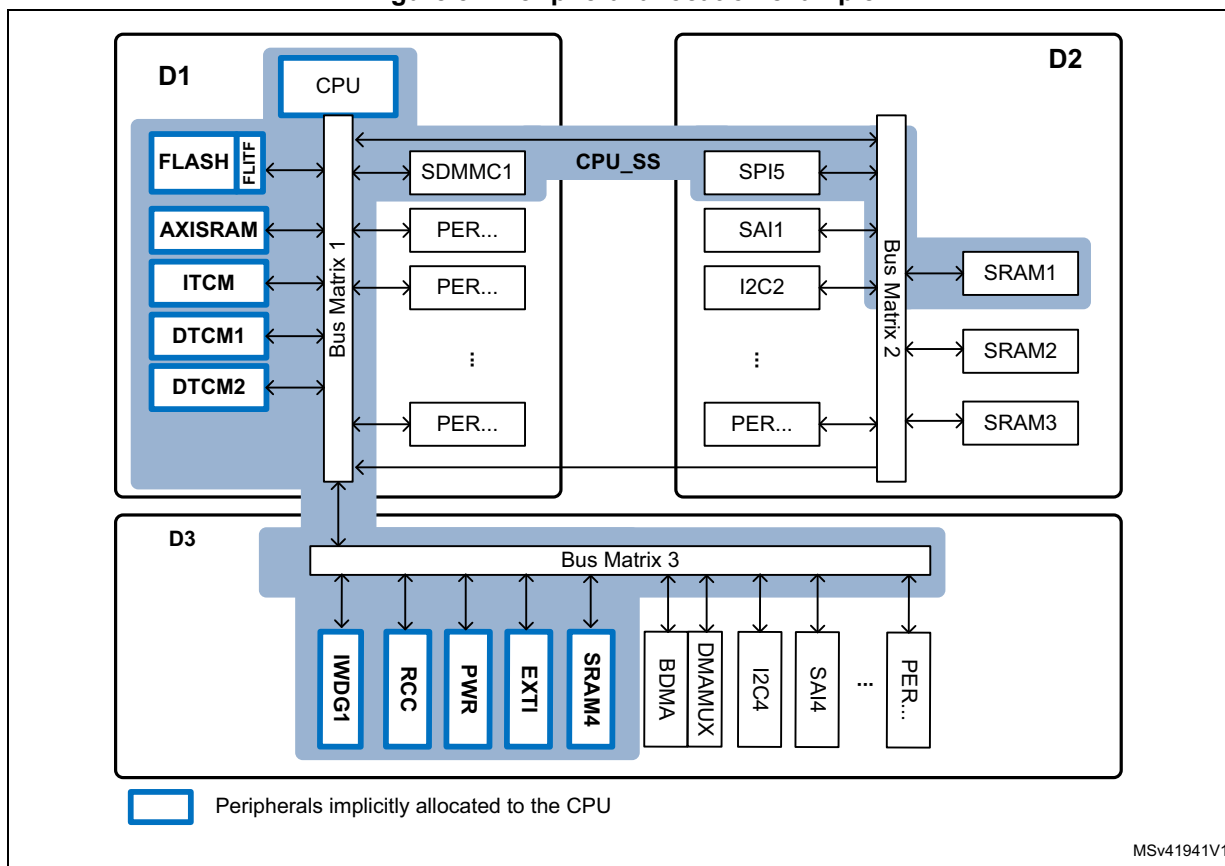 D1
D2
CPU
FLASH
FLITF
CPU_SS
SDMMC1
SPI5
AXISRAM
PER...
SAI1
ITCM
PER...
I2C2
SRAM1
Bus Matrix 1
Bus Matrix 2
DTCM1
...
...
SRAM2
DTCM2
PER...
PER...
SRAM3
D3
Bus Matrix 3
IWDG1
RCC
PWR
EXTI
SRAM4
BDMA
DMAMUX
I2C4
SAI4
...
PER...
Peripherals implicitly allocated to the CPU
MSv41941V1